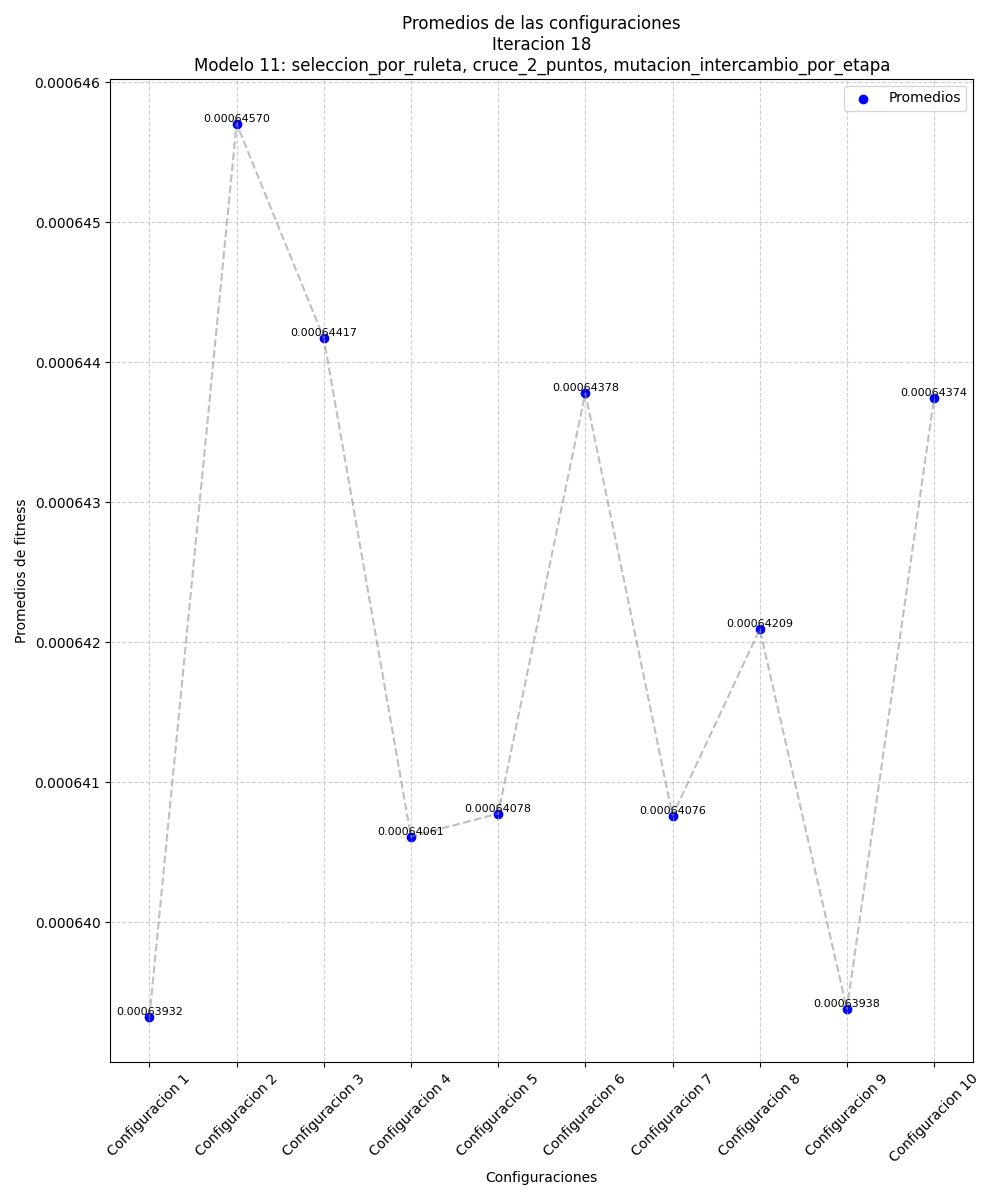 Promedios de las configuraciones
Iteracion 18
Modelo 11: seleccion_por_ruleta, cruce_2_puntos, mutacion_intercambio_por_etapa
Promedios
0.000646
0.000645
0.000644
0.000643
0.000642
0.000641
0.000640
Promedios de fitness
0.00063932
0.00064570
0.00064417
0.00064061
0.00064078
0.00064378
0.00064076
0.00064209
0.00063938
0.00064374
Configuracion 1
Configuracion 2
Configuracion 3
Configuracion 4
Configuracion 5
Configuracion 6
Configuracion 7
Configuracion 8
Configuracion 9
Configuracion 10
Configuraciones